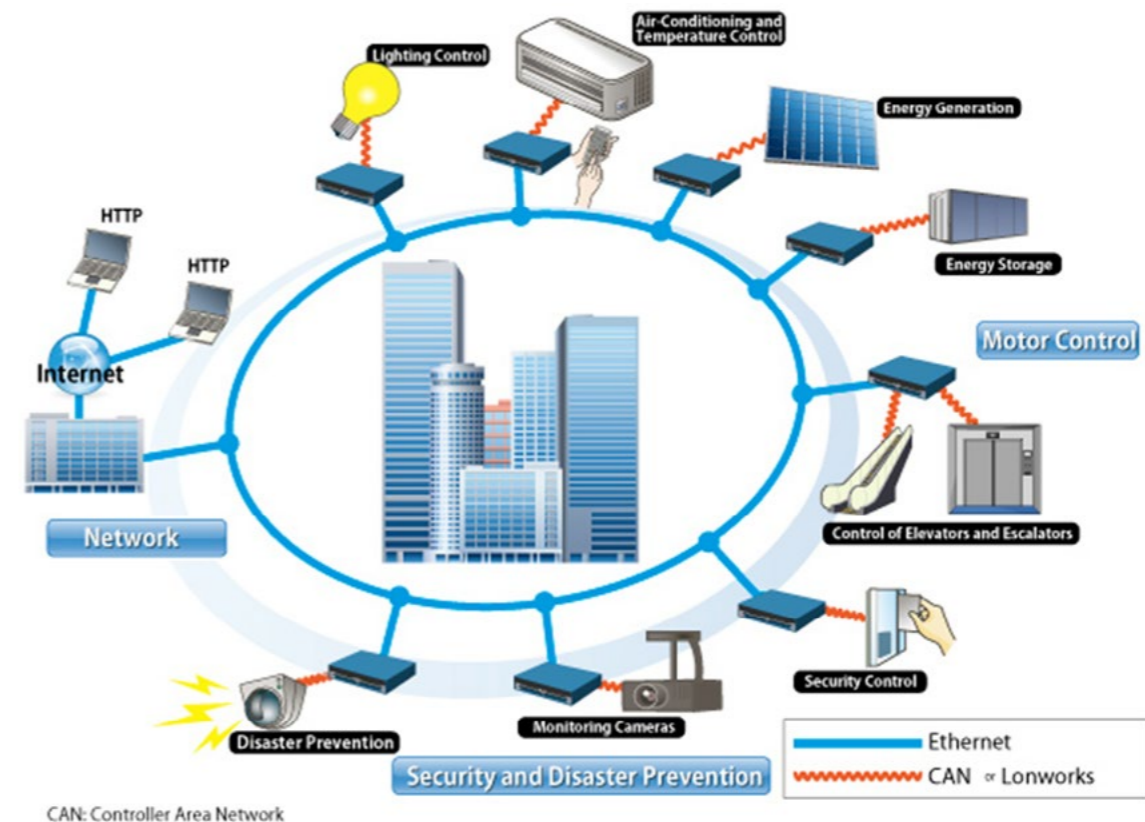 Air-Conditioning and
Temperature Control
Lighting Control
Energy Generation
HTTP
HTTP
Energy Storage
Motor Control
Internet
Network
Control of Elevators and Escalators
Security Control
Monitoring Cameras
Disaster Prevention
Security and Disaster Prevention
Ethernet
CAN or Lonworks
CAN: Controller Area Network